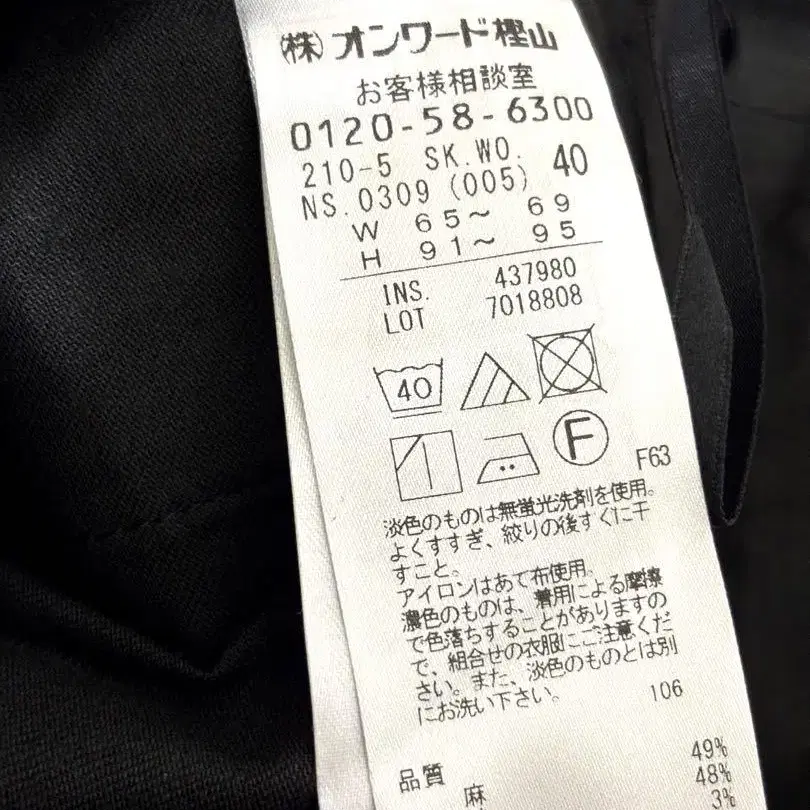 (株)オンワード樫山
お客様相談室
0120-58-6300
210-5 SK.WO. 40
NS.0309 (005)
W 65～ 69
H 91～ 95
INS. 437980
LOT 7018808
40
F
F63
淡色のものは無蛍光洗剤を使用。
よくすすぎ、絞りの後すぐに干
すこと。
アイロンはあて布使用。
濃色のものは、着用による摩擦
で色落ちすることがありますの
で、組合せの衣服にご注意くだ
さい。また、淡色のものとは別
にお洗い下さい。
106
49%
品質 48%
麻 3%